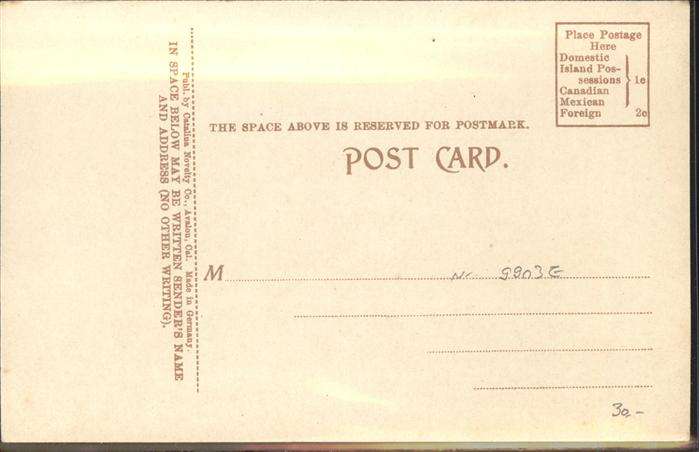 Place Postage
Here
Domestic
Island Pos-
sessions
Canadian
Mexican
1c
Foreign 2c
THE SPACE ABOVE IS RESERVED FOR POSTMARK.
POST CARD.
Publ. by Catalina Novelty Co., Avalon, Cal. Made in Germany.
IN SPACE BELOW MAY BE WRITTEN SENDER'S NAME
AND ADDRESS (NO OTHER WRITING).
M
30-